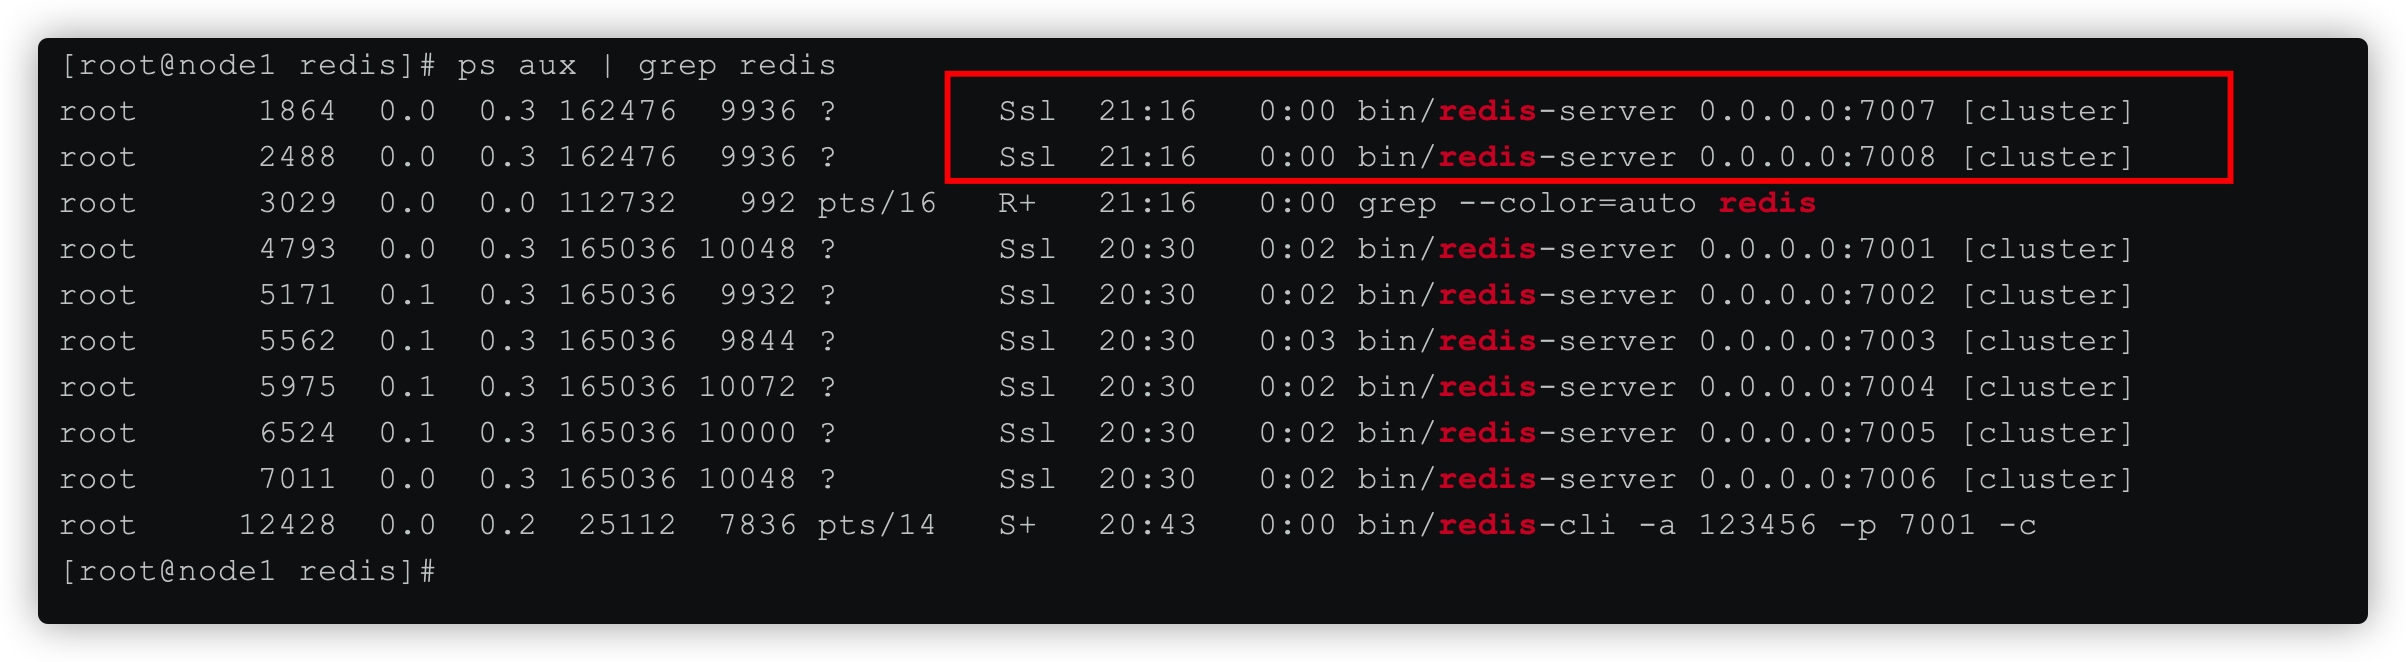 [root@node1 redis]# ps aux | grep redis
root      1864  0.0  0.3 162476  9936 ?        Ssl  21:16   0:00 bin/redis-server 0.0.0.0:7007 [cluster]
root      2488  0.0  0.3 162476  9936 ?        Ssl  21:16   0:00 bin/redis-server 0.0.0.0:7008 [cluster]
root      3029  0.0  0.0 112732   992 pts/16   R+   21:16   0:00 grep --color=auto redis
root      4793  0.0  0.3 165036 10048 ?        Ssl  20:30   0:02 bin/redis-server 0.0.0.0:7001 [cluster]
root      5171  0.1  0.3 165036  9932 ?        Ssl  20:30   0:02 bin/redis-server 0.0.0.0:7002 [cluster]
root      5562  0.1  0.3 165036  9844 ?        Ssl  20:30   0:03 bin/redis-server 0.0.0.0:7003 [cluster]
root      5975  0.1  0.3 165036 10072 ?        Ssl  20:30   0:02 bin/redis-server 0.0.0.0:7004 [cluster]
root      6524  0.1  0.3 165036 10000 ?        Ssl  20:30   0:02 bin/redis-server 0.0.0.0:7005 [cluster]
root      7011  0.0  0.3 165036 10048 ?        Ssl  20:30   0:02 bin/redis-server 0.0.0.0:7006 [cluster]
root     12428  0.0  0.2  25112  7836 pts/14   S+   20:43   0:00 bin/redis-cli -a 123456 -p 7001 -c
[root@node1 redis]#